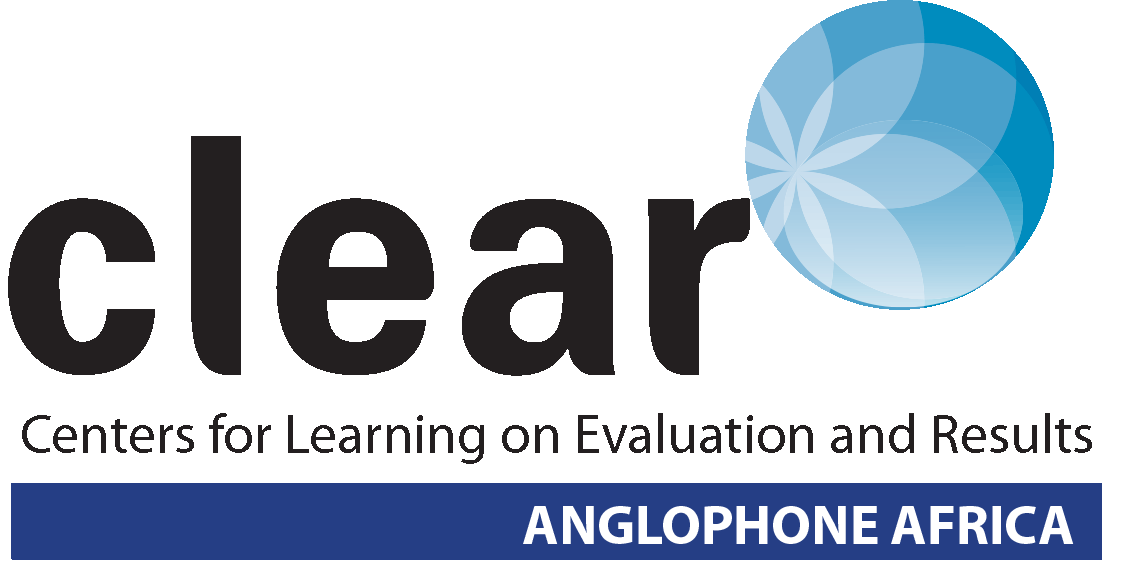 clear
Centers for Learning on Evaluation and Results
ANGLOPHONE AFRICA